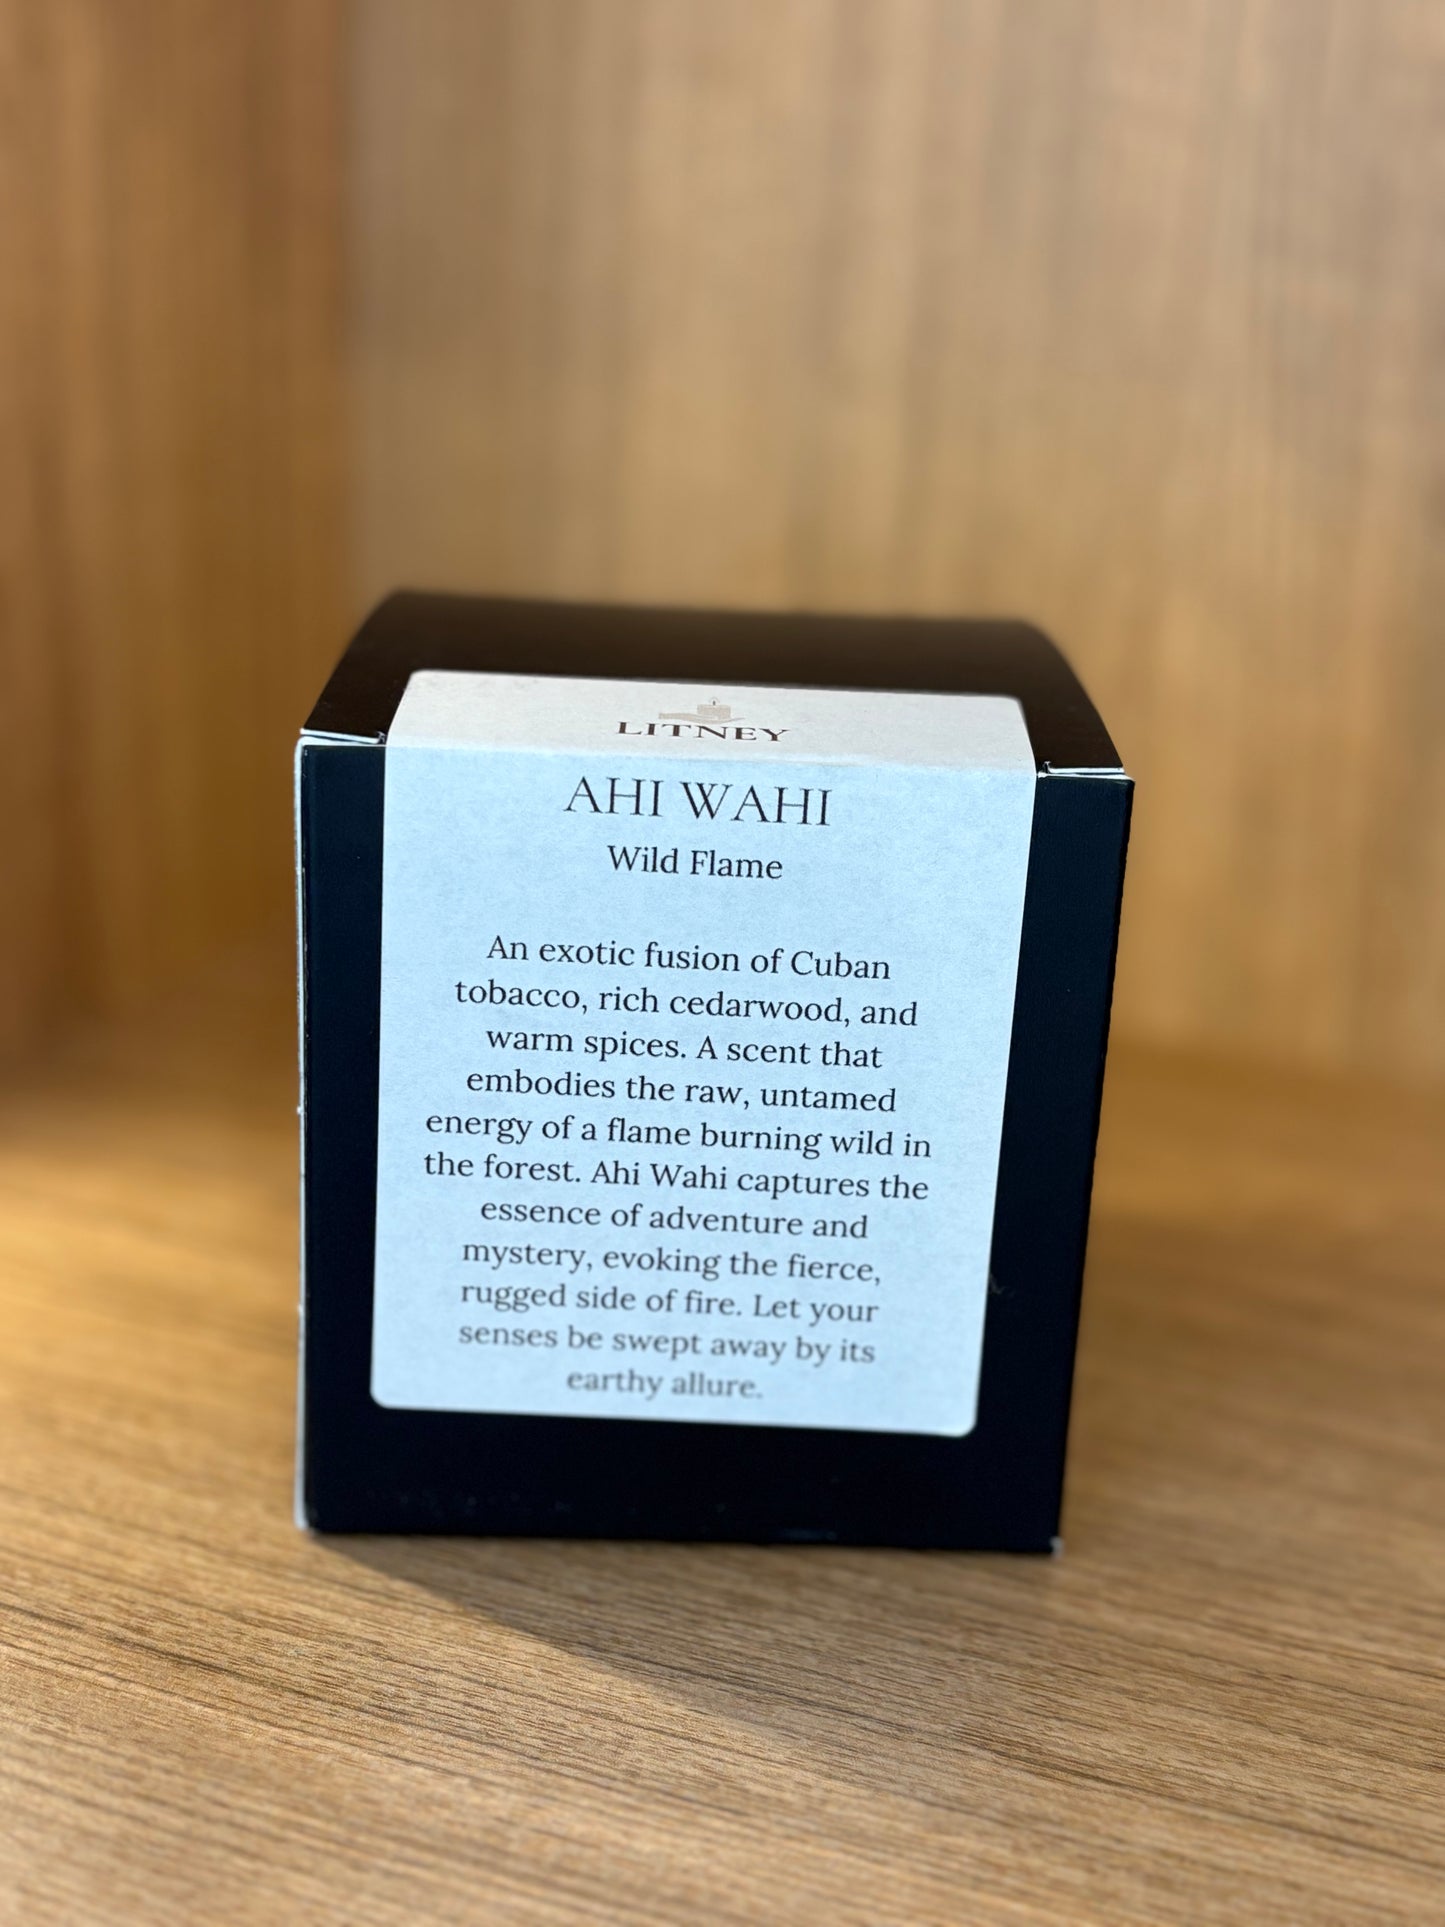 LITNEY
AHI WAHI
Wild Flame
An exotic fusion of Cuban
tobacco, rich cedarwood, and
warm spices. A scent that
embodies the raw, untamed
energy of a flame burning wild in
the forest. Ahi Wahi captures the
essence of adventure and
mystery, evoking the fierce,
rugged side of fire. Let your
senses be swept away by its
earthy allure.